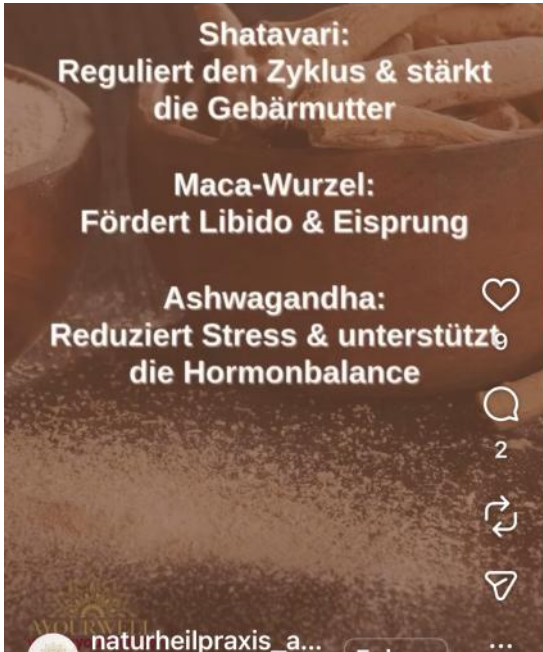 Shatavari:
Reguliert den Zyklus & stärkt
die Gebärmutter
Maca-Wurzel:
Fördert Libido & Eisprung
Ashwagandha:
Reduziert Stress & unterstützt
die Hormonbalance
9
2
naturheilpraxis_a...